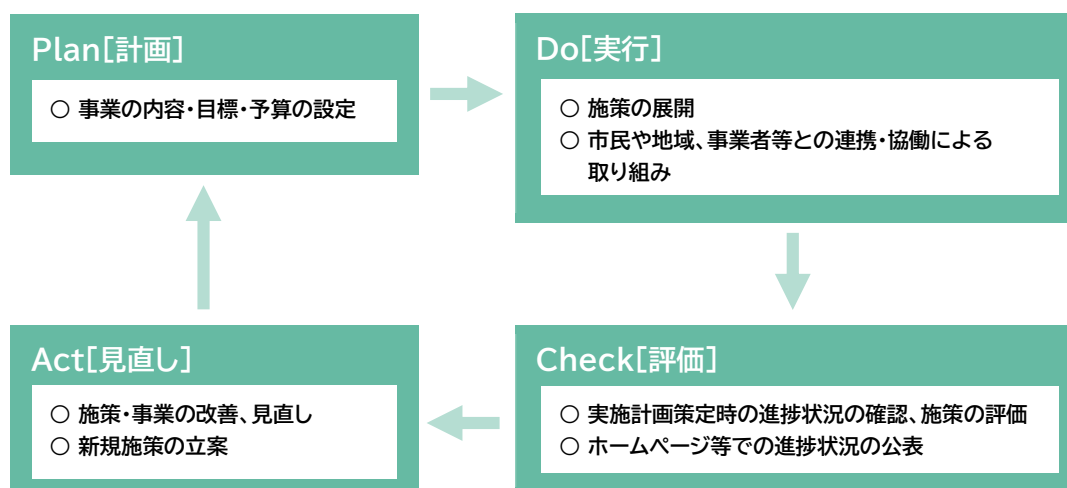 Plan[計画]
○ 事業の内容・目標・予算の設定
Do[実行]
○ 施策の展開
○ 市民や地域、事業者等との連携・協働による
取り組み
Act[見直し]
○ 施策・事業の改善、見直し
○ 新規施策の立案
Check[評価]
○ 実施計画策定時の進捗状況の確認、施策の評価
○ ホームページ等での進捗状況の公表